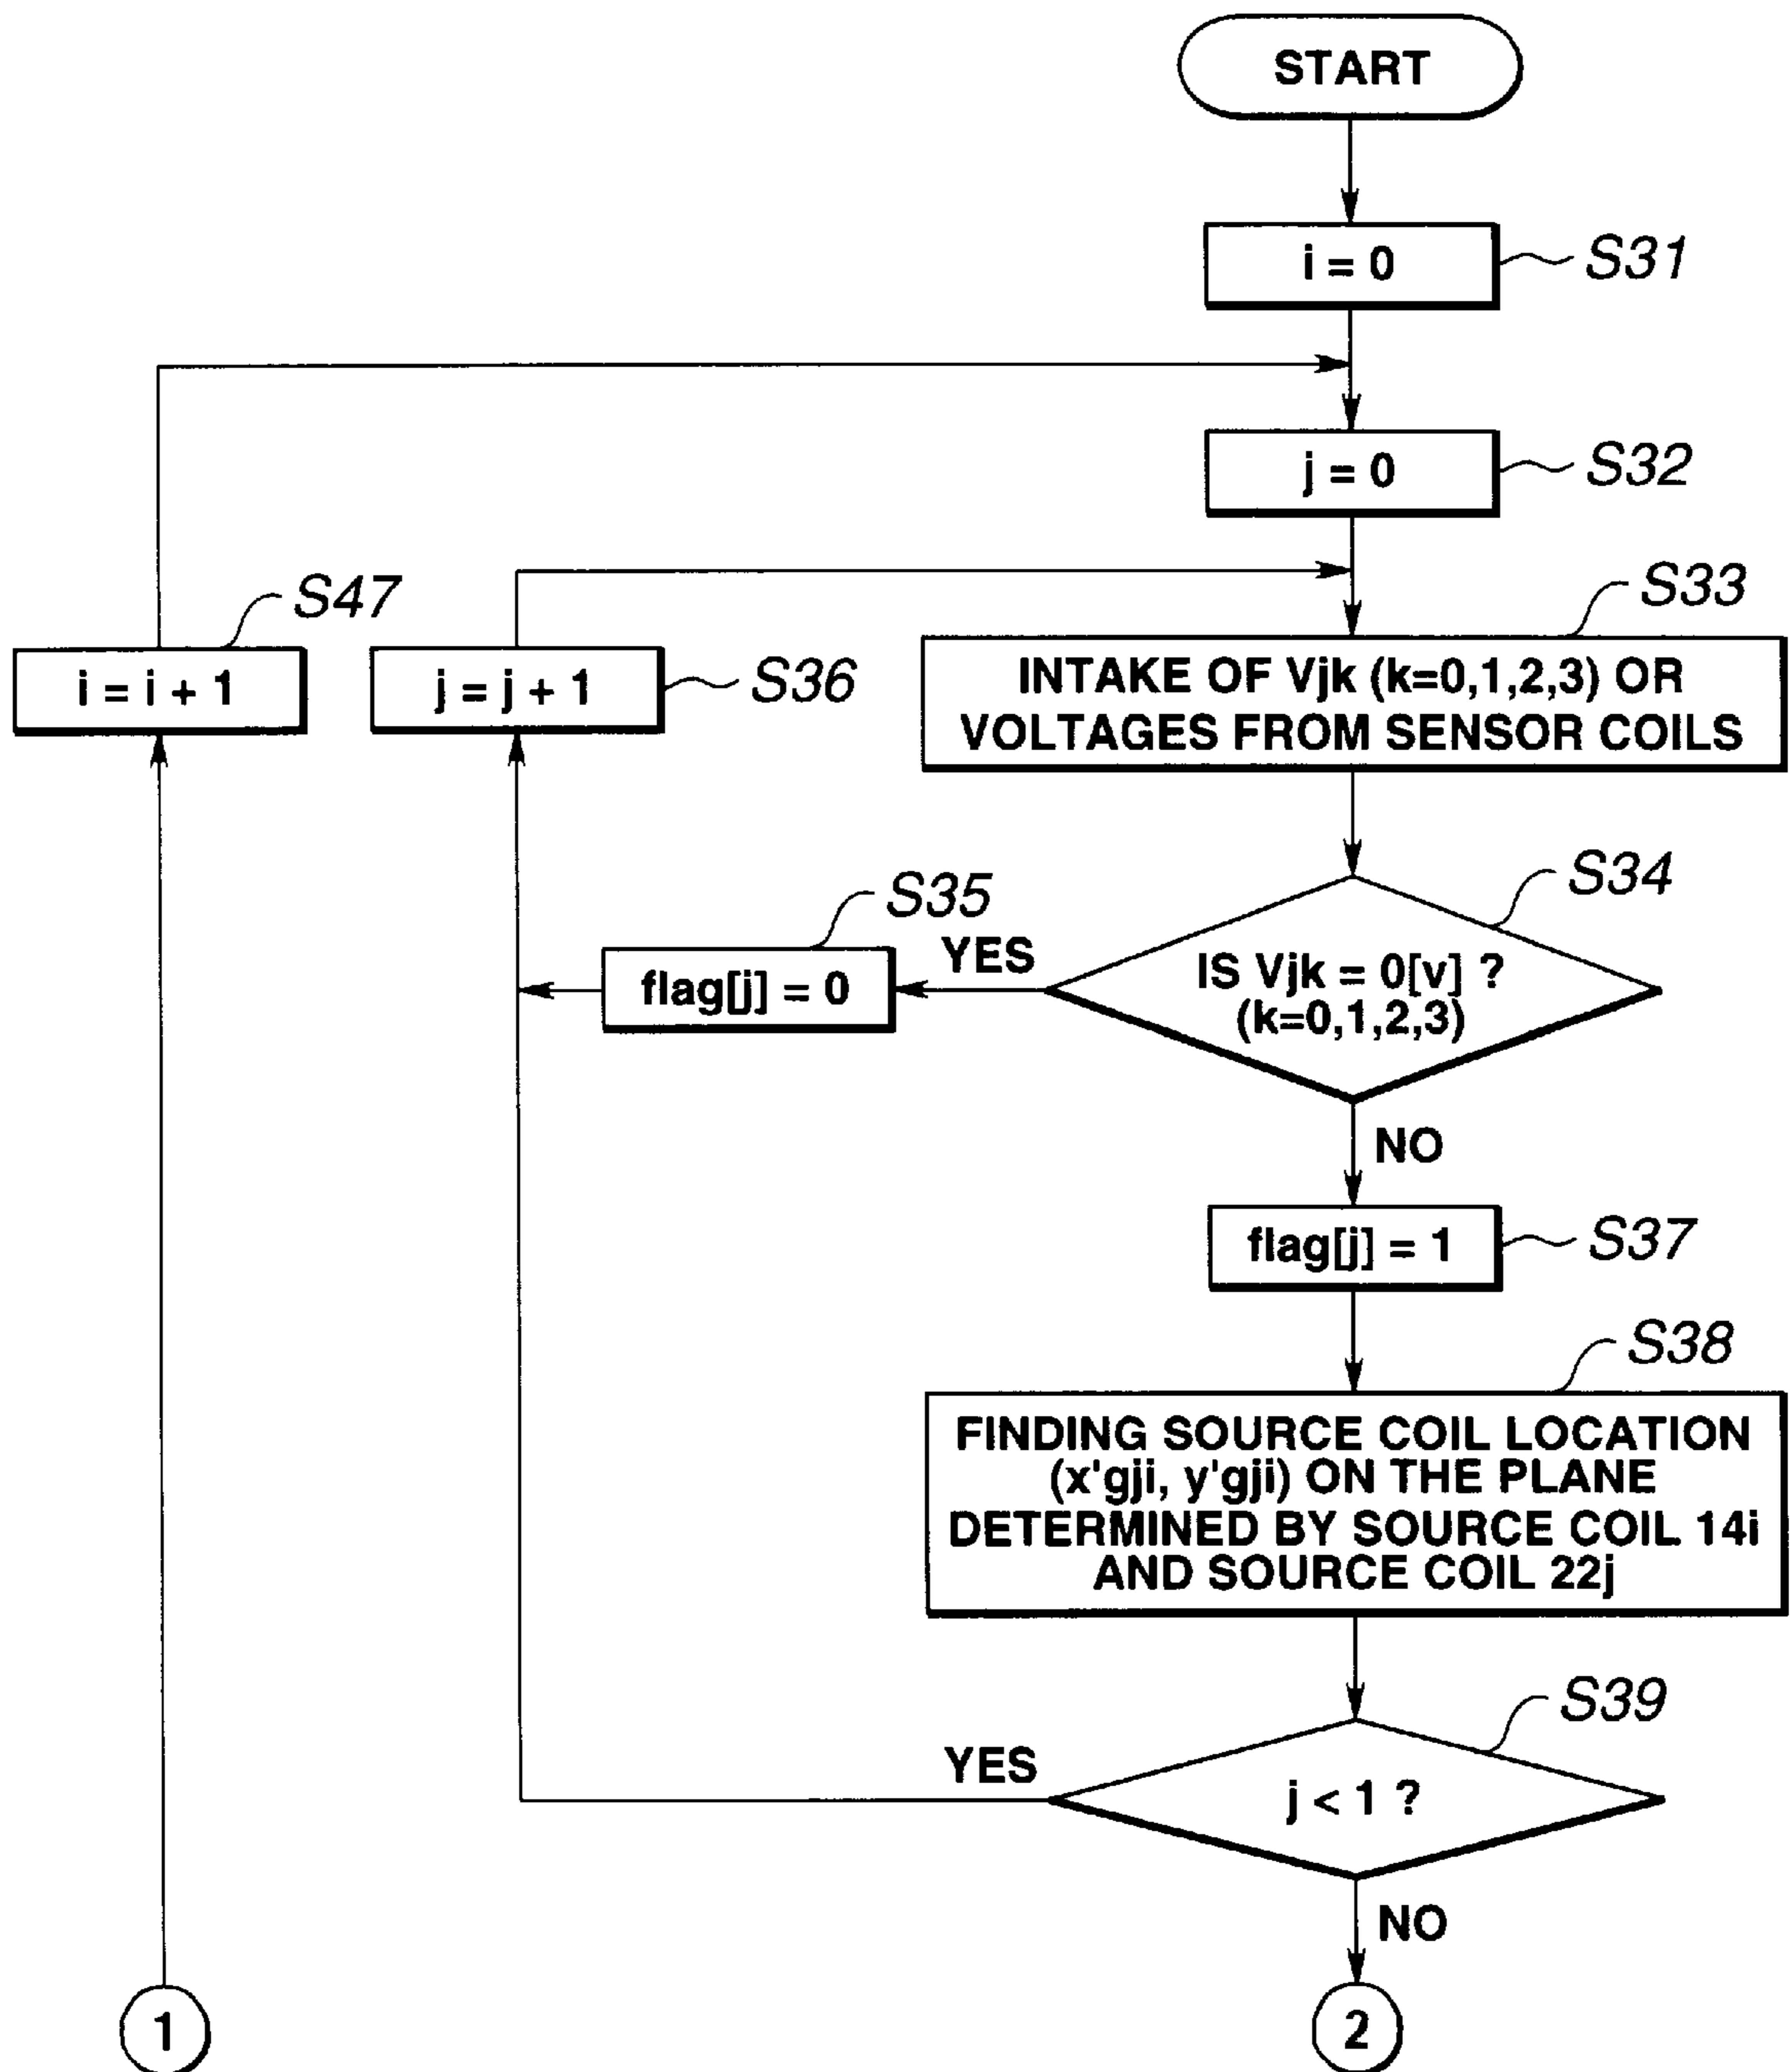 START
i = 0
S31
j = 0
S32
S47
i = i + 1
j = j + 1
S36
S33
INTAKE OF Vjk (k=0,1,2,3) OR
VOLTAGES FROM SENSOR COILS
S34
IS Vjk = 0[v] ?
(k=0,1,2,3)
YES
S35
flag[j] = 0
NO
flag[j] = 1
S37
S38
FINDING SOURCE COIL LOCATION
(x'gji, y'gji) ON THE PLANE
DETERMINED BY SOURCE COIL 14i
AND SOURCE COIL 22j
S39
YES
j < 1 ?
NO
1
2